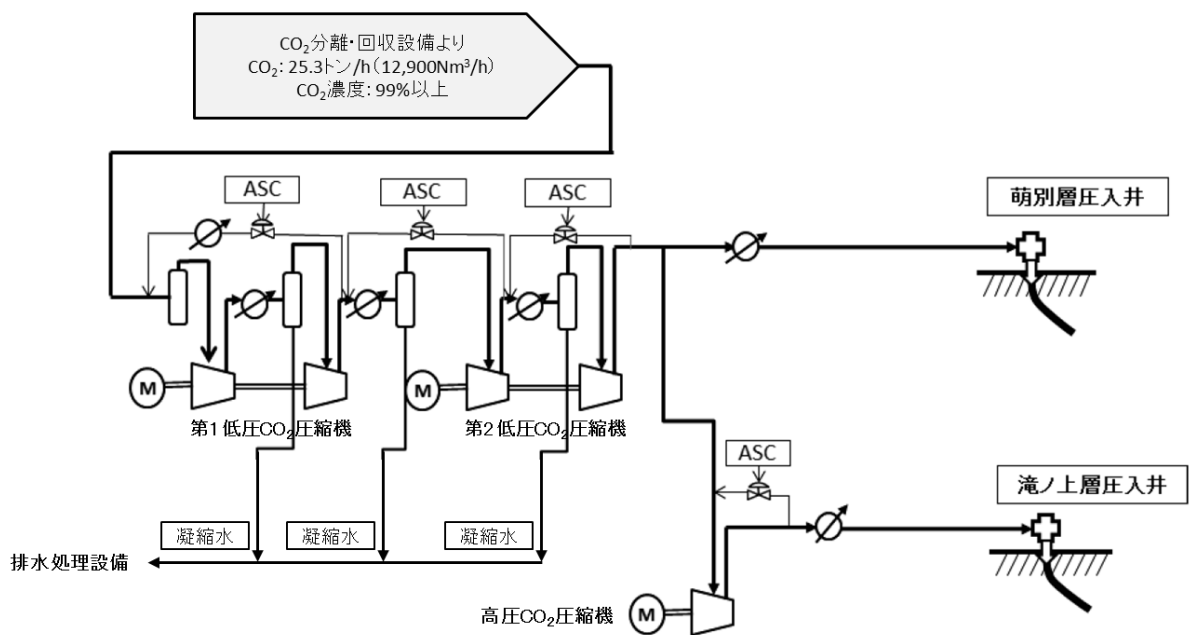 CO₂分離・回収設備より
CO₂：25.3トン/h（12,900Nm³/h）
CO₂濃度：99%以上
ASC
ASC
ASC
萌別層圧入井
M
M
第1低圧CO₂圧縮機
第2低圧CO₂圧縮機
ASC
滝ノ上層圧入井
凝縮水
凝縮水
凝縮水
排水処理設備
M
高圧CO₂圧縮機